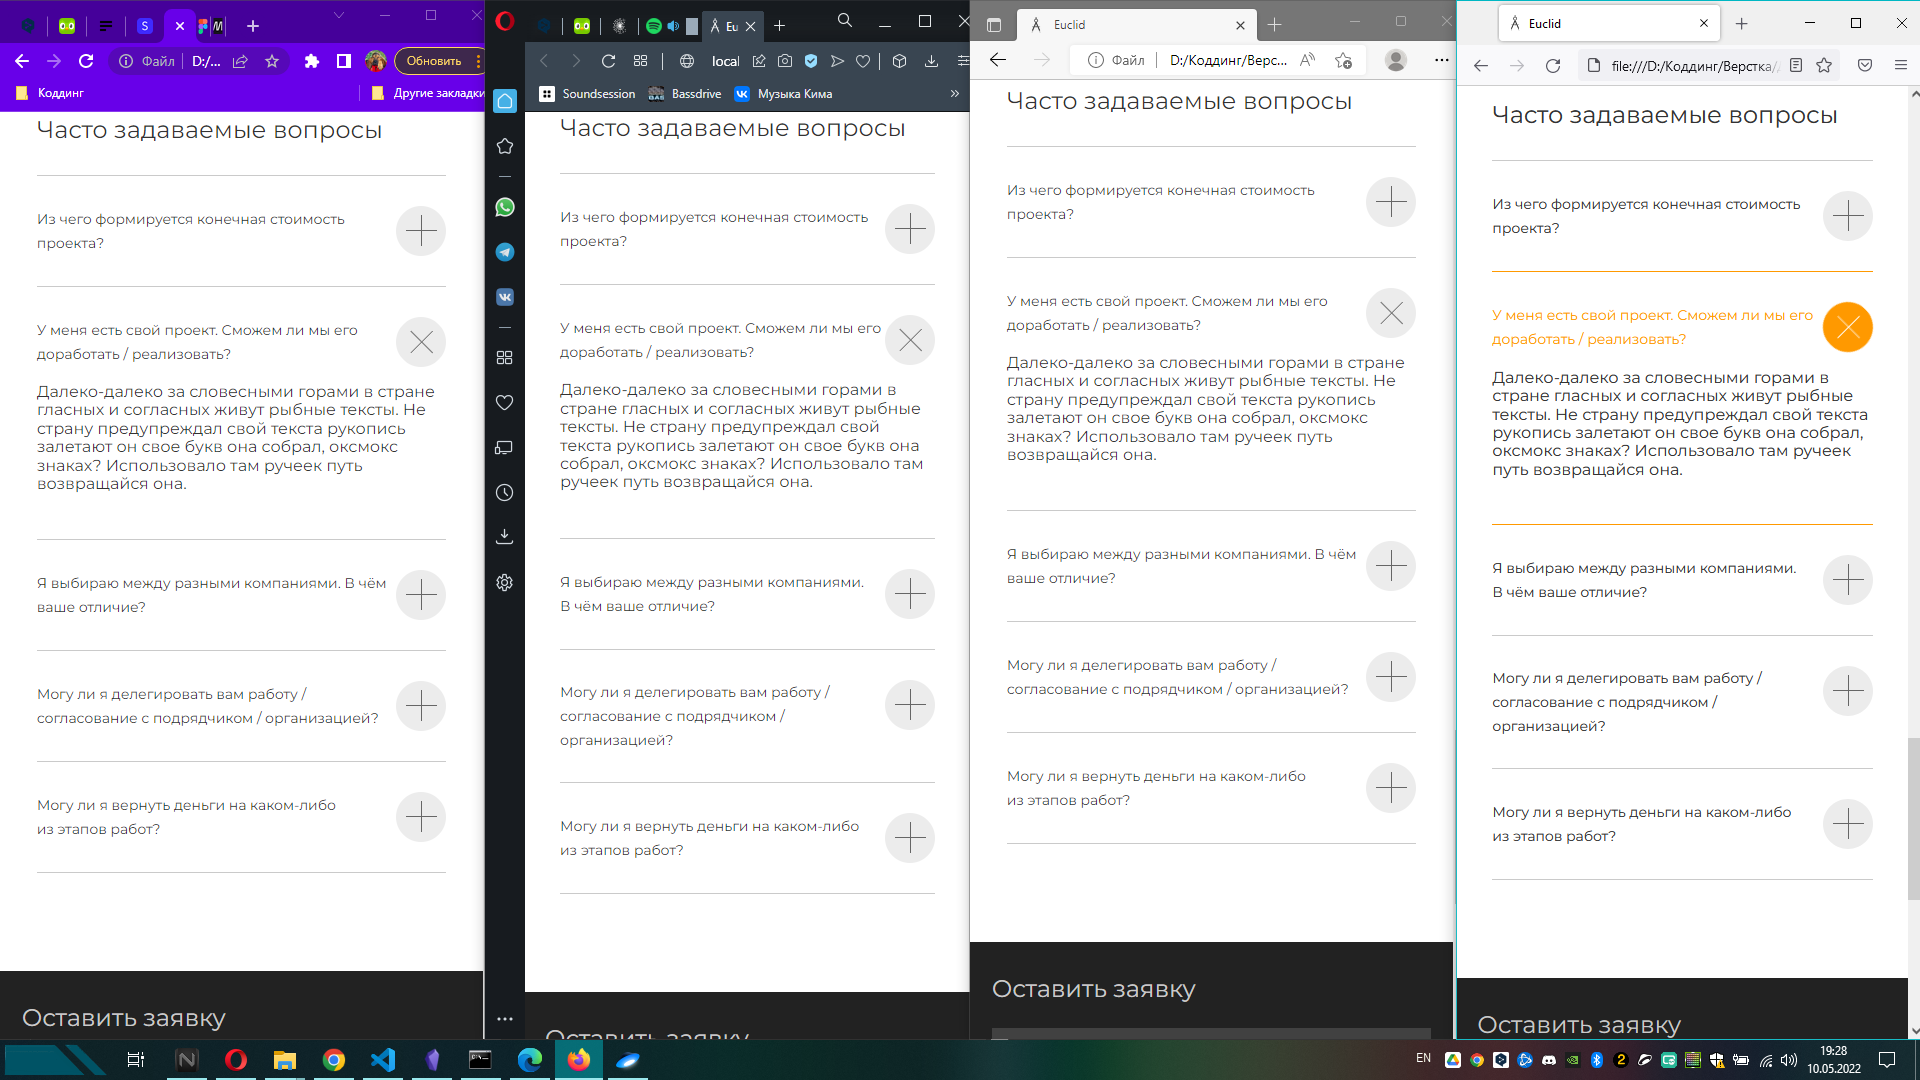 Файл
D:/...
Обновить
Коддинг
Другие закладки
Часто задаваемые вопросы
Из чего формируется конечная стоимость
проекта?
У меня есть свой проект. Сможем ли мы его
доработать / реализовать?
Далеко-далеко за словесными горами в стране
гласных и согласных живут рыбные тексты. Не
страну предупреждал свой текста рукопись
залетают он свое букв она собрал, оксмокс
знаках? Использовало там ручеек путь
возвращайся она.
Я выбираю между разными компаниями. В чём
ваше отличие?
Могу ли я делегировать вам работу /
согласование с подрядчиком / организацией?
Могу ли я вернуть деньги на каком-либо
из этапов работ?
Оставить заявку
Eu
local
Soundsession
Bassdrive
Музыка Кима
Часто задаваемые вопросы
Из чего формируется конечная стоимость
проекта?
У меня есть свой проект. Сможем ли мы его
доработать / реализовать?
Далеко-далеко за словесными горами в
стране гласных и согласных живут рыбные
тексты. Не страну предупреждал свой
текста рукопись залетают он свое букв она
собрал, оксмокс знаках? Использовало там
ручеек путь возвращайся она.
Я выбираю между разными компаниями.
В чём ваше отличие?
Могу ли я делегировать вам работу /
согласование с подрядчиком /
организацией?
Могу ли я вернуть деньги на каком-либо
из этапов работ?
Оставить заявку
Euclid
Файл
D:/Коддинг/Верс...
Часто задаваемые вопросы
Из чего формируется конечная стоимость
проекта?
У меня есть свой проект. Сможем ли мы его
доработать / реализовать?
Далеко-далеко за словесными горами в стране
гласных и согласных живут рыбные тексты. Не
страну предупреждал свой текста рукопись
залетают он свое букв она собрал, оксмокс
знаках? Использовало там ручеек путь
возвращайся она.
Я выбираю между разными компаниями. В чём
ваше отличие?
Могу ли я делегировать вам работу /
согласование с подрядчиком / организацией?
Могу ли я вернуть деньги на каком-либо
из этапов работ?
Оставить заявку
Euclid
file:///D:/Коддинг/Верстка/
Часто задаваемые вопросы
Из чего формируется конечная стоимость
проекта?
У меня есть свой проект. Сможем ли мы его
доработать / реализовать?
Далеко-далеко за словесными горами в
стране гласных и согласных живут рыбные
тексты. Не страну предупреждал свой текста
рукопись залетают он свое букв она собрал,
оксмокс знаках? Использовало там ручеек
путь возвращайся она.
Я выбираю между разными компаниями.
В чём ваше отличие?
Могу ли я делегировать вам работу /
согласование с подрядчиком /
организацией?
Могу ли я вернуть деньги на каком-либо
из этапов работ?
Оставить заявку
EN
2
19:28
10.05.2022